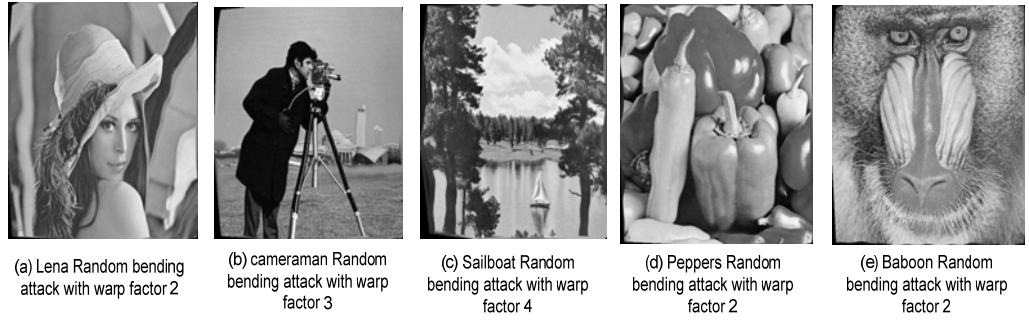 (a) Lena Random bending
attack with warp factor 2
(b) cameraman Random
bending attack with warp
factor 3
(c) Sailboat Random
bending attack with warp
factor 4
(d) Peppers Random
bending attack with warp
factor 2
(e) Baboon Random
bending attack with warp
factor 2